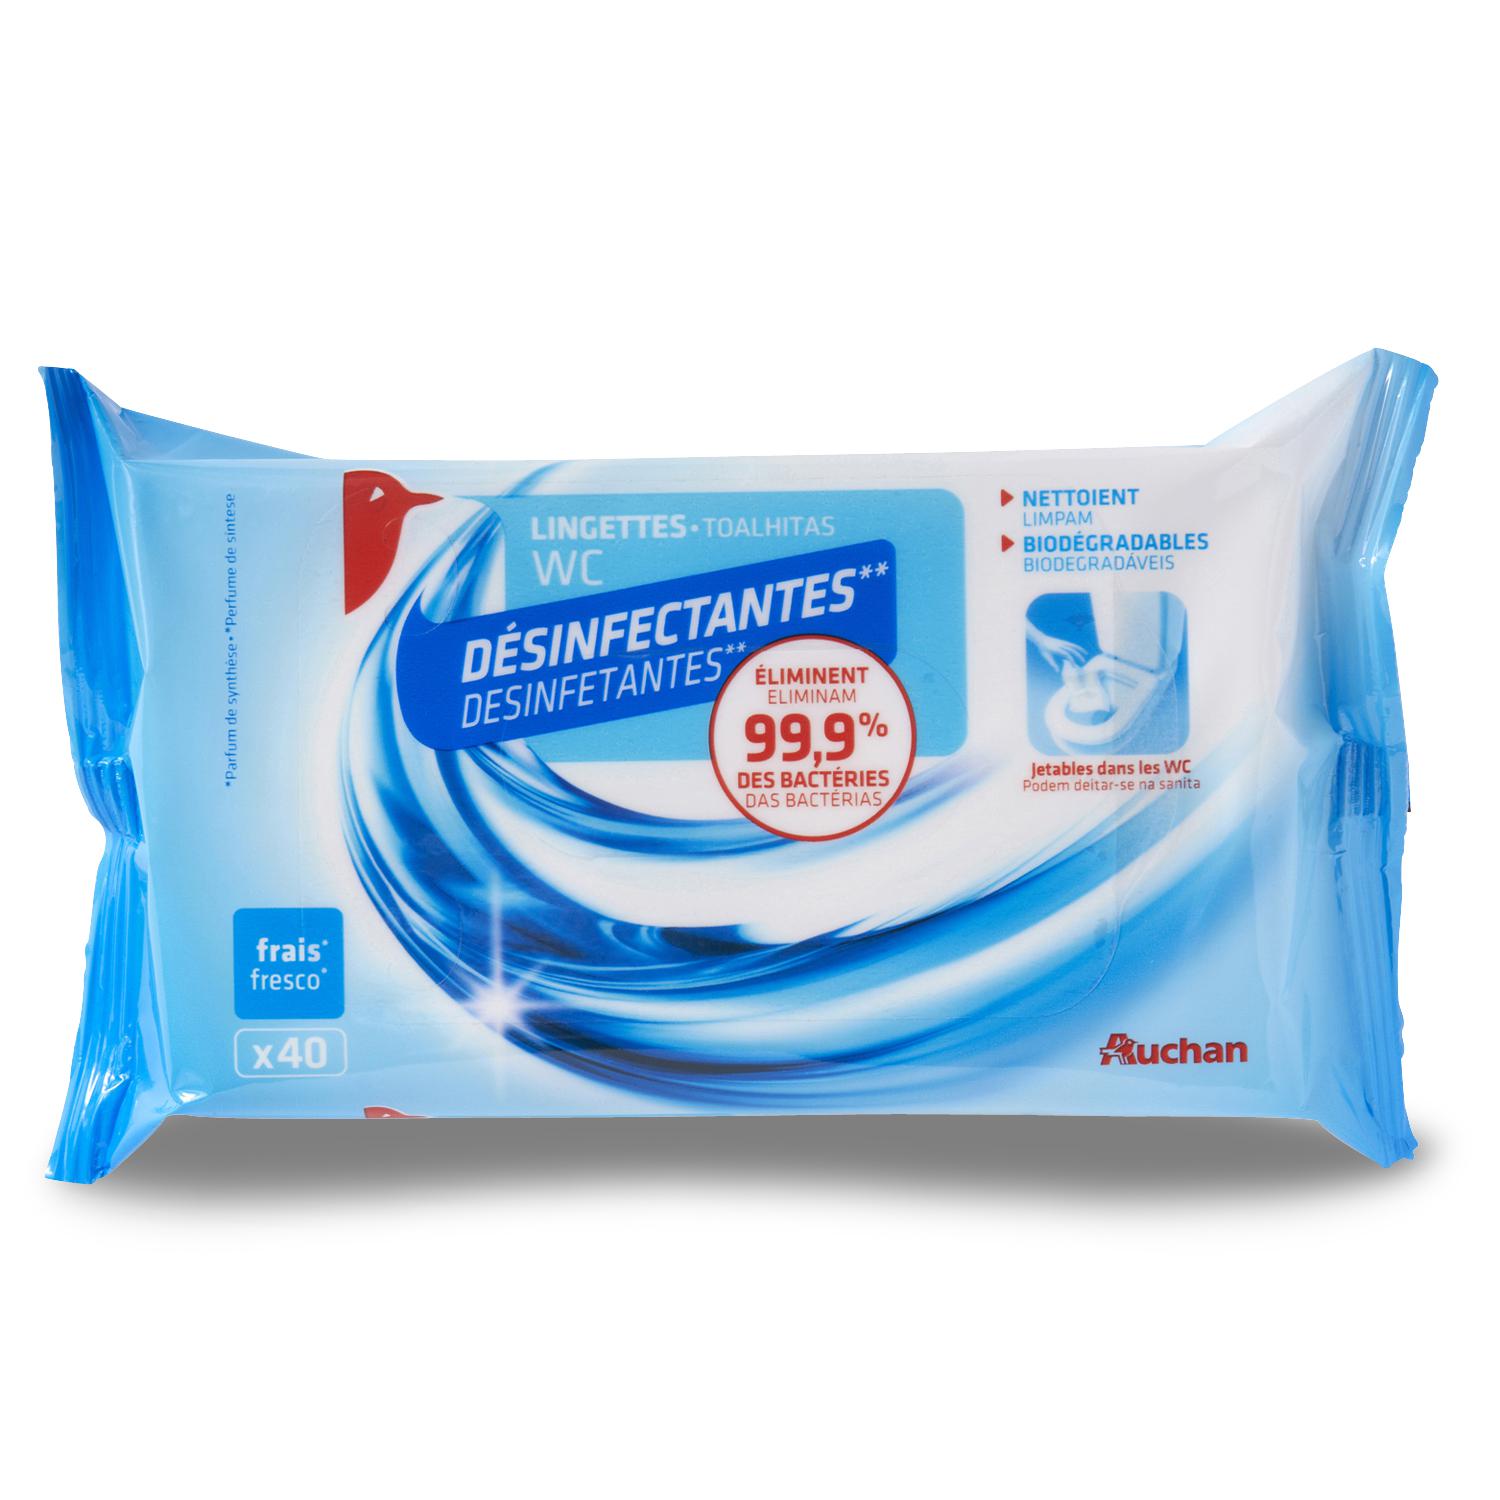 LINGETTES • TOALHITAS
WC
DÉSINFECTANTES**
DESINFETANTES**
ÉLIMINENT
ELIMINAM
99,9%
DES BACTÉRIES
DAS BACTÉRIAS
NETTOIENT
LIMPAM
BIODÉGRADABLES
BIODEGRADÁVEIS
Jetables dans les WC
Podem deitar-se na sanita
*Parfum de synthèse • *Perfume de síntese
frais*
fresco*
x40
Auchan